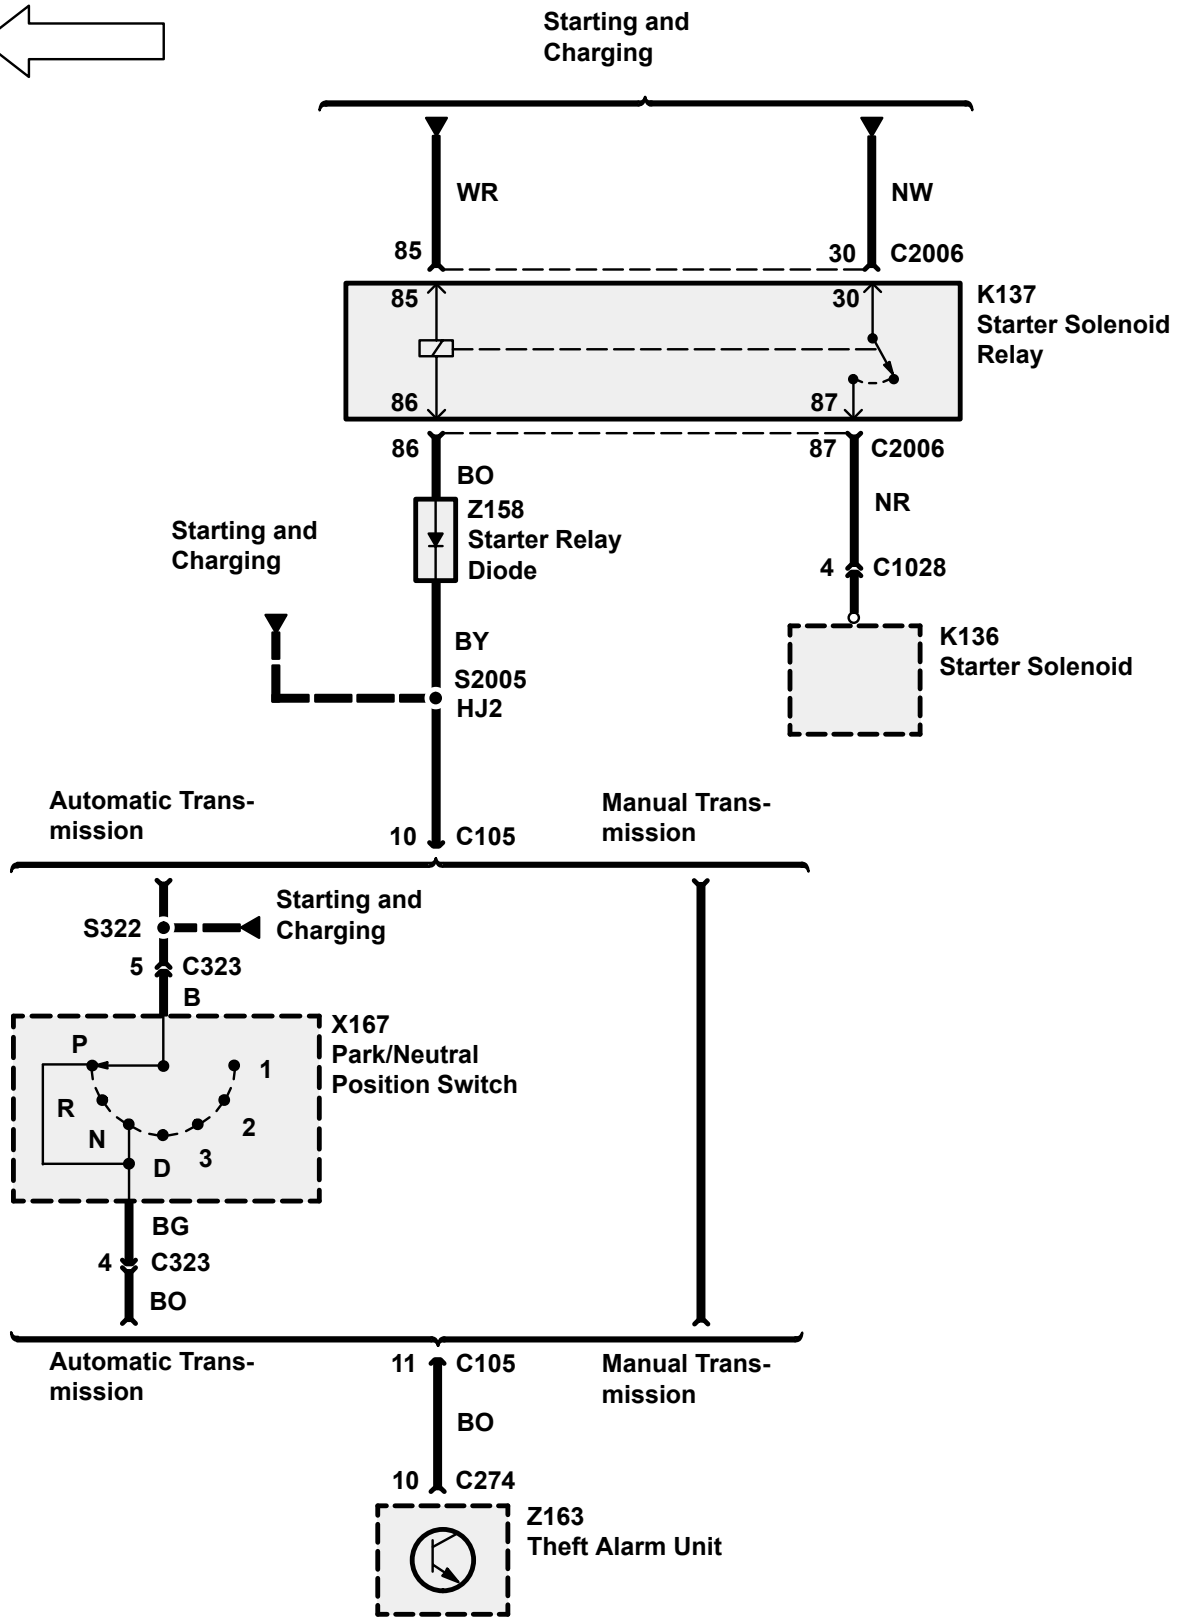 Starting and
Charging
WR
NW
85
30 C2006
85
30
K137
Starter Solenoid
Relay
86
87
86
87 C2006
BO
NR
Z158
Starter Relay
Diode
Starting and
Charging
4 C1028
BY
K136
Starter Solenoid
S2005
HJ2
Automatic Trans-
mission
Manual Trans-
mission
10 C105
Starting and
Charging
S322
5 C323
B
X167
Park/Neutral
Position Switch
P
1
R
2
N
3
D
BG
4 C323
BO
Automatic Trans-
mission
11 C105
Manual Trans-
mission
BO
10 C274
Z163
Theft Alarm Unit